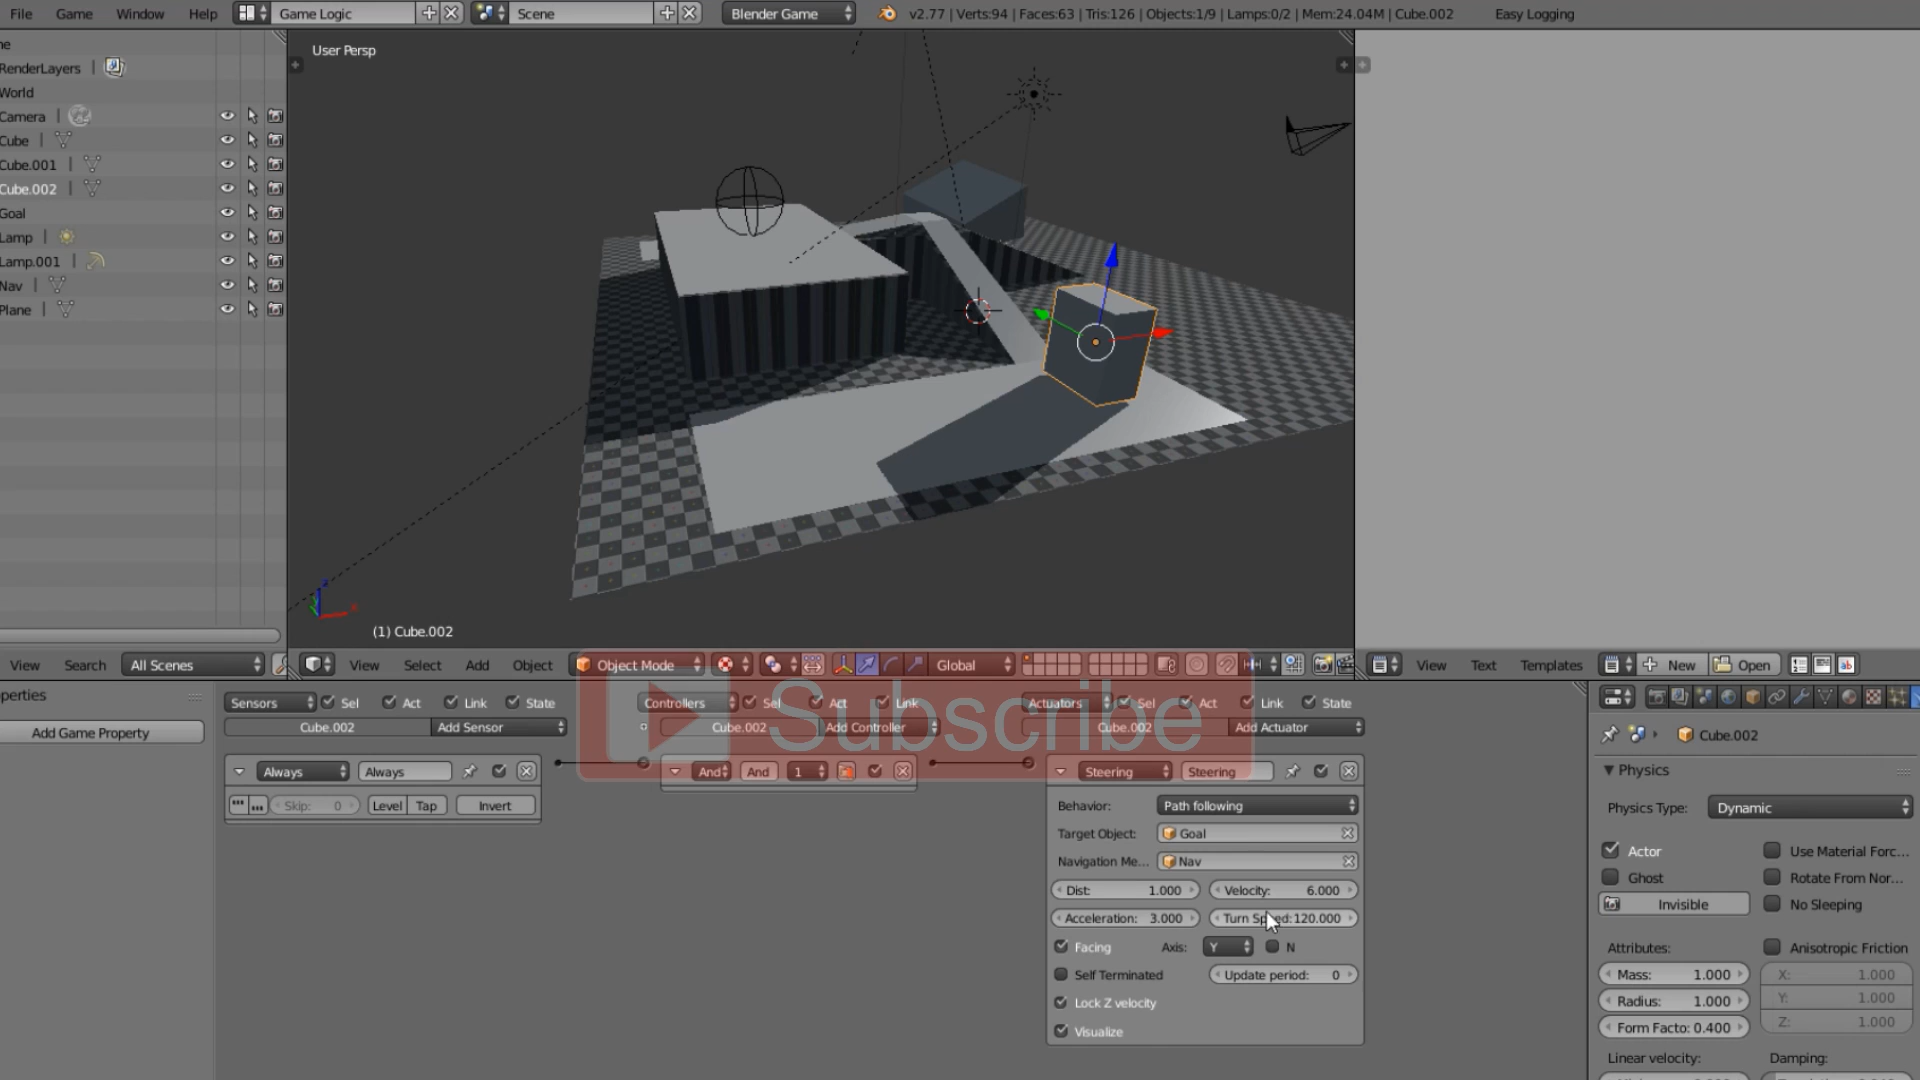 File Game Window Help Game Logic Scene Blender Game v2.77 | Verts:94 | Faces:63 | Tris:126 | Objects:1/9 | Lamps:0/2 | Mem:24.04M | Cube.002 Easy Logging
ne
User Persp
RenderLayers
World
Camera
Cube
Cube.001
Cube.002
Goal
Lamp
Lamp.001
Nav
Plane
(1) Cube.002
View Search All Scenes
View Select Add Object Object Mode Global
View Text Templates New Open
Subscribe
operties
Add Game Property
Sensors Sel Act Link State
Cube.002 Add Sensor
Always Always
Skip: 0 Level Tap Invert
Controllers Sel Act Link
Cube.002 Add Controller
And And 1
Actuators Sel Act Link State
Cube.002 Add Actuator
Steering Steering
Behavior: Path following
Target Object: Goal
Navigation Me... Nav
Dist: 1.000 Velocity: 6.000
Acceleration: 3.000 Turn Speed: 120.000
Facing Axis: Y N
Self Terminated Update period: 0
Lock Z velocity
Visualize
Cube.002
Physics
Physics Type: Dynamic
Actor Use Material Forc...
Ghost Rotate From Nor...
Invisible No Sleeping
Attributes: Anisotropic Friction
Mass: 1.000 X: 1.000
Radius: 1.000 Y: 1.000
Form Facto: 0.400 Z: 1.000
Linear velocity: Damping: